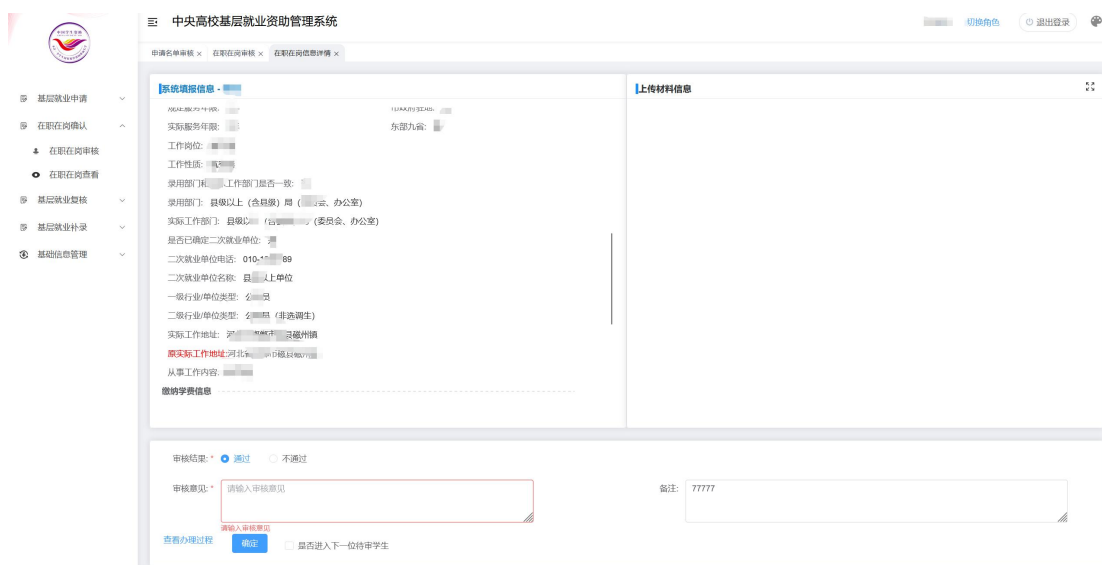 中央高校基层就业资助管理系统
切换角色
退出登录
申请名单审核 × 在职在岗审核 × 在职在岗信息详情 ×
基层就业申请
在职在岗确认
在职在岗审核
在职在岗查看
基层就业复核
基层就业补录
基础信息管理
系统填报信息 -
实际服务年限:
东部九省:
工作岗位:
工作性质:
录用部门 工作部门是否一致:
录用部门: 县级以上（含县级）局（ 会、办公室)
实际工作部门: 县级 (委员会、办公室)
是否已确定二次就业单位:
二次就业单位电话: 010- 89
二次就业单位名称: 县 上单位
一级行业/单位类型: 员
二级行业/单位类型: （非选调生)
实际工作地址: 县磁州镇
原实际工作地址:河北 磁县磁州
从事工作内容:
缴纳学费信息
上传材料信息
审核结果: * 通过 不通过
审核意见: * 请输入审核意见
备注: 77777
请输入审核意见
查看办理过程 确定 是否进入下一位待审学生